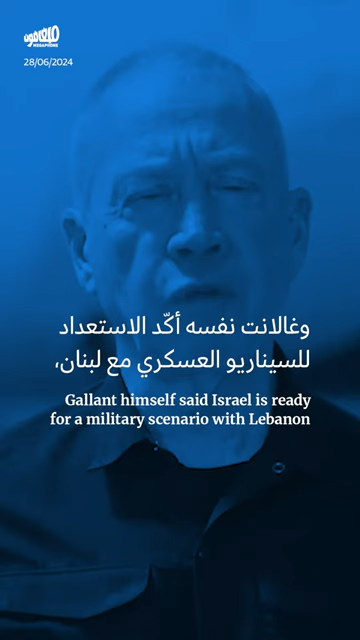 ميغافون
MEGAPHONE
28/06/2024
وغالانت نفسه أكّد الاستعداد
للسيناريو العسكري مع لبنان،
Gallant himself said Israel is ready
for a military scenario with Lebanon